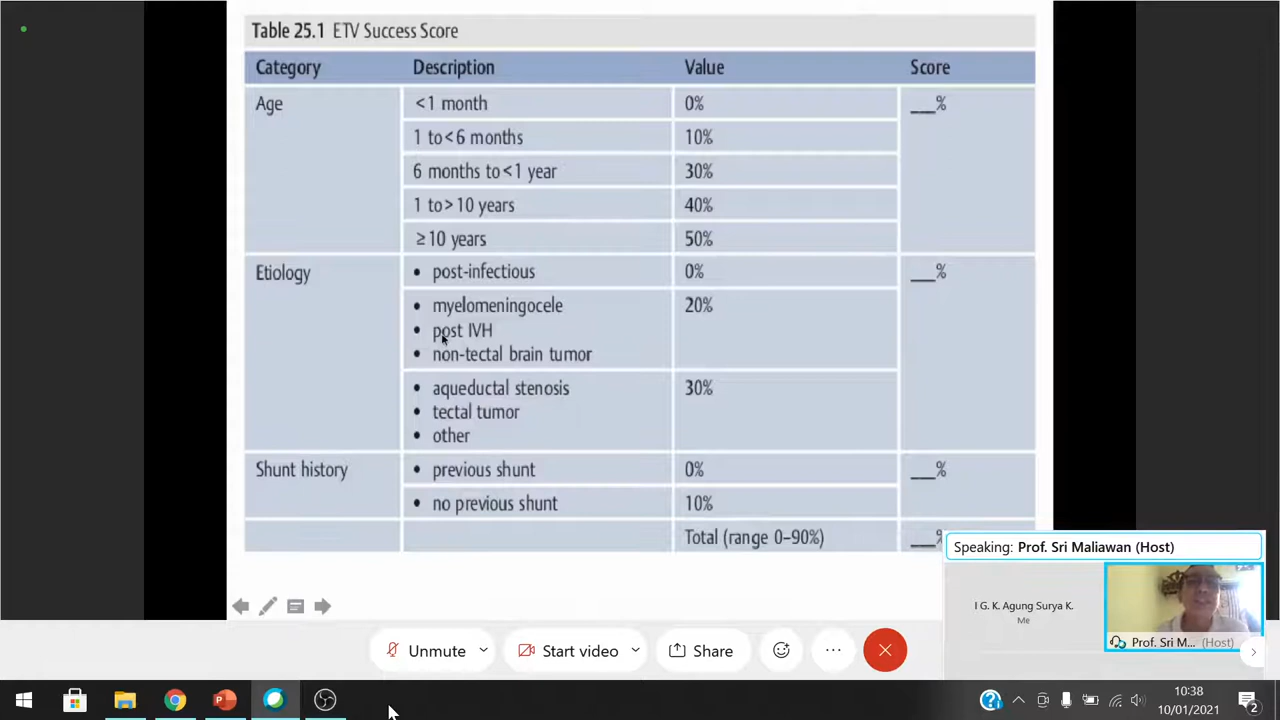 Table 25.1 ETV Success Score
Category Description Value Score
Age <1 month 0% ___%
1 to<6 months 10%
6 months to<1 year 30%
1 to>10 years 40%
≥10 years 50%
Etiology • post-infectious 0% ___%
• myelomeningocele 20%
• post IVH
• non-tectal brain tumor
• aqueductal stenosis 30%
• tectal tumor
• other
Shunt history • previous shunt 0% ___%
• no previous shunt 10%
Total (range 0–90%) ___%
Speaking: Prof. Sri Maliawan (Host)
I G. K. Agung Surya K.
Me
Prof. Sri M... (Host)
Unmute Start video Share
10:38
10/01/2021
2